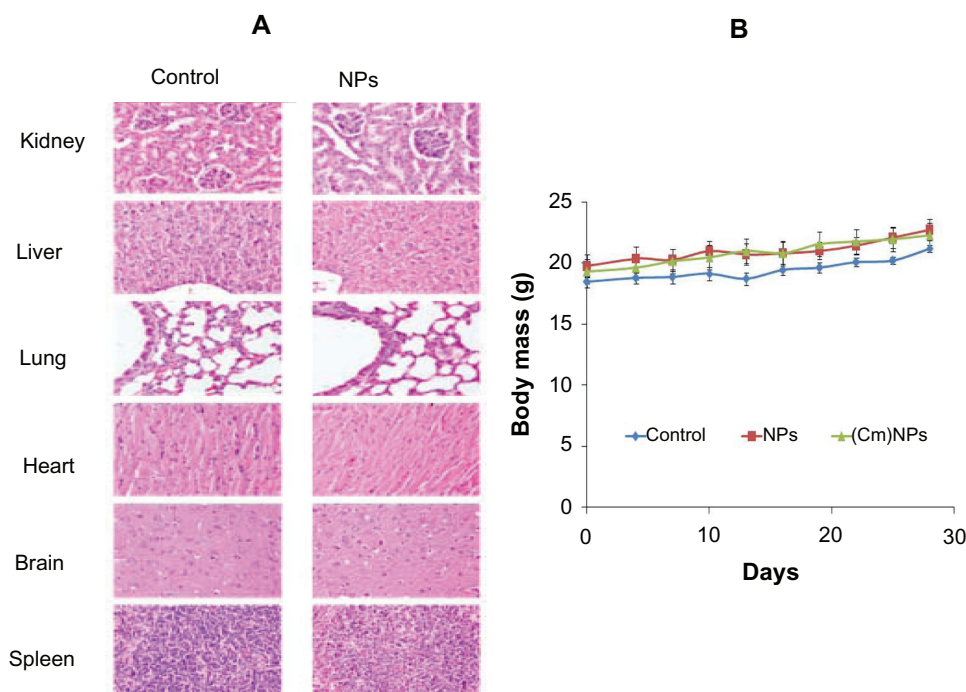 A
Control NPs
Kidney
Liver
Lung
Heart
Brain
Spleen
B
25
20
15
10
5
0
Body mass (g)
Control NPs (Cm)NPs
0 10 20 30
Days